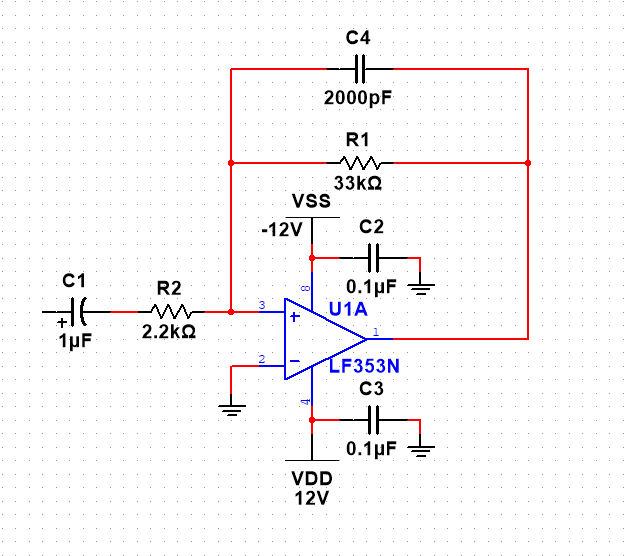 C4
2000pF
R1
33kΩ
VSS
-12V
C2
0.1µF
8
C1
+
1µF
R2
2.2kΩ
3
+
U1A
1
2
−
LF353N
4
C3
0.1µF
VDD
12V